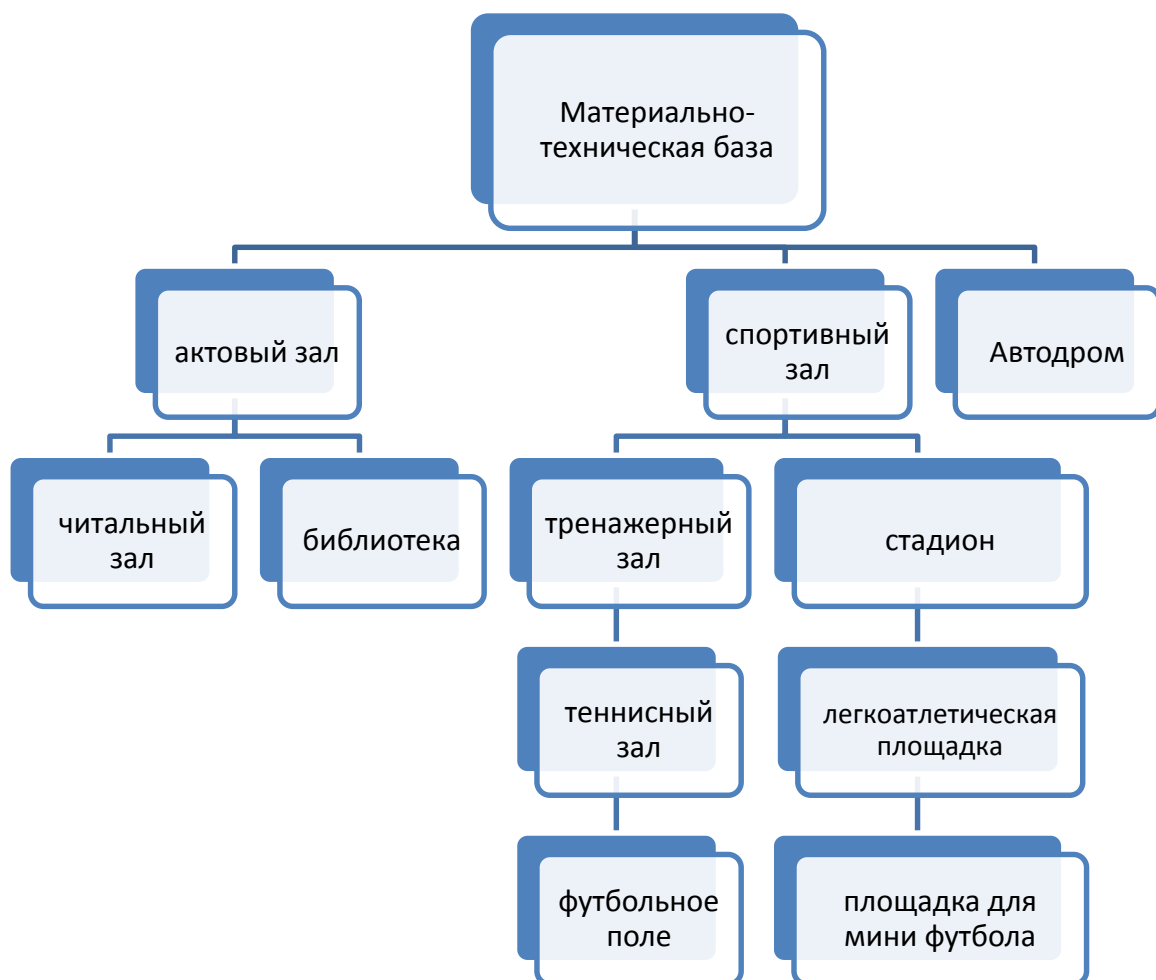 Материально-
техническая база
актовый зал
спортивный
зал
Автодром
читальный
зал
библиотека
тренажерный
зал
стадион
теннисный
зал
легкоатлетическая
площадка
футбольное
поле
площадка для
мини футбола